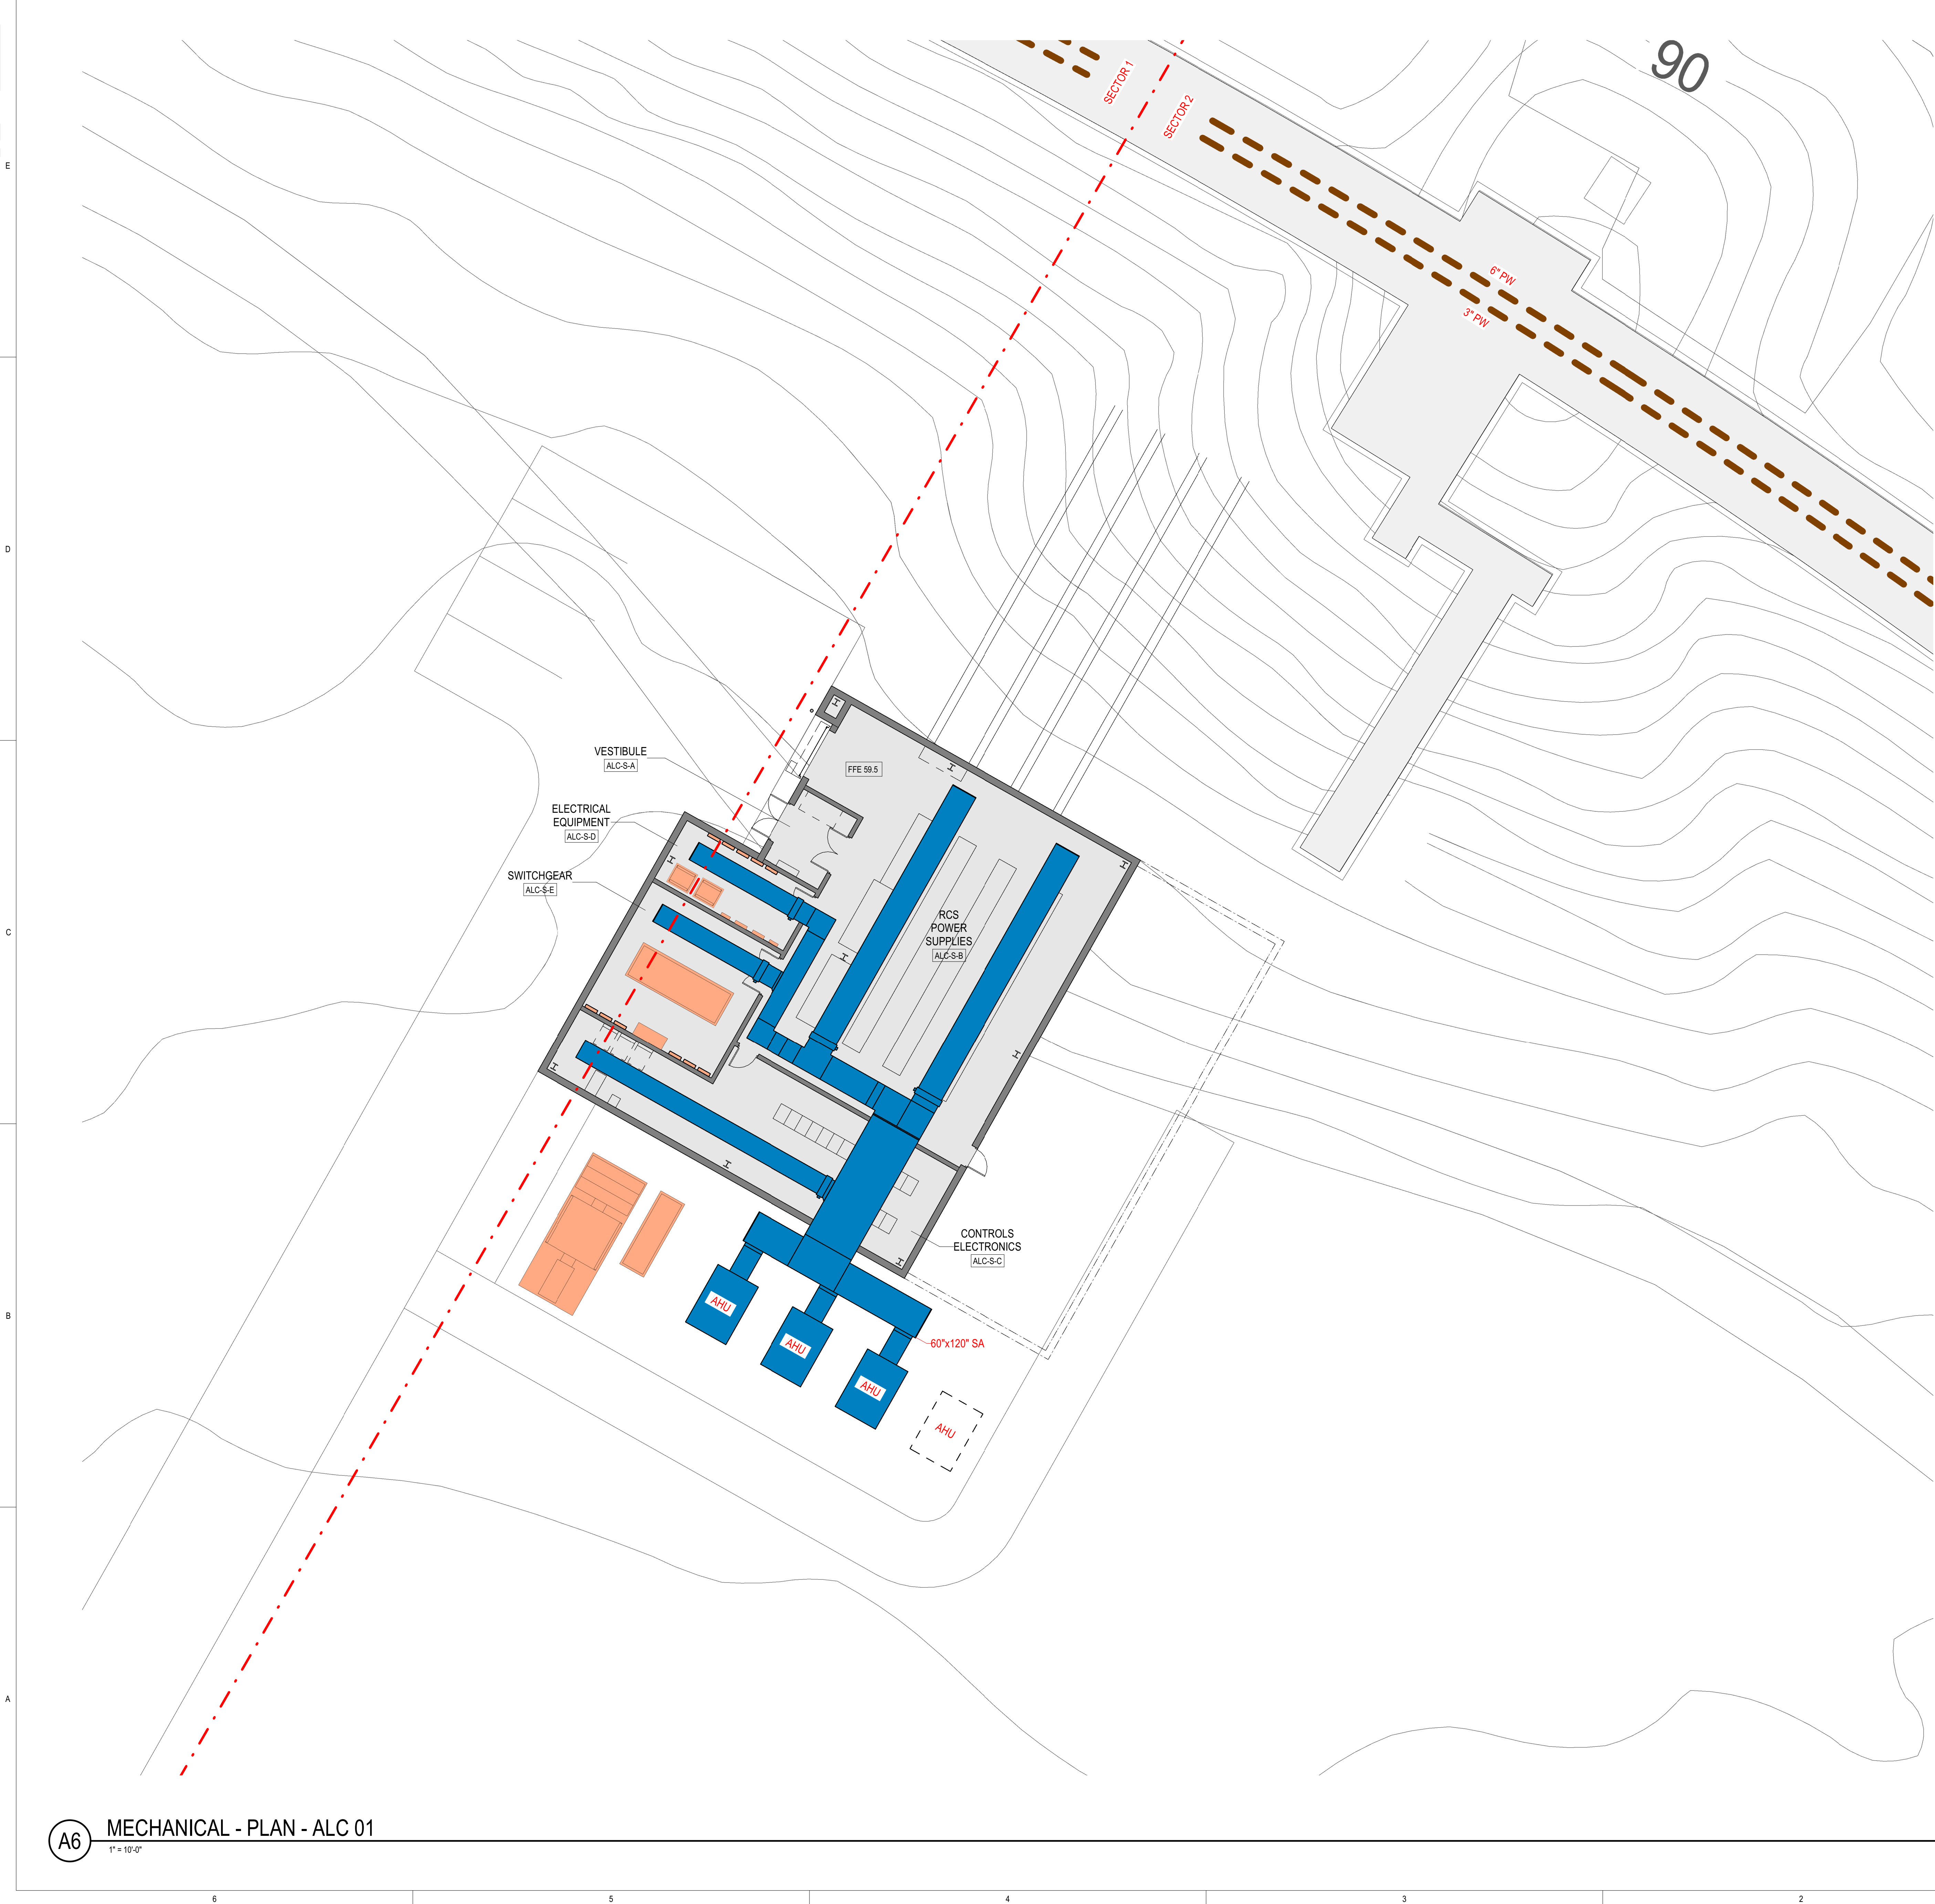 90
SECTOR 1
SECTOR 2
E
6" PW
3" PW
D
VESTIBULE
ALC-S-A
FFE 59.5
ELECTRICAL
EQUIPMENT
ALC-S-D
SWITCHGEAR
ALC-S-E
RCS
POWER
SUPPLIES
ALC-S-B
C
CONTROLS
ELECTRONICS
ALC-S-C
AHU
AHU
AHU
AHU
60"x120" SA
B
A
A6
MECHANICAL - PLAN - ALC 01
1" = 10'-0"
6
5
4
3
2